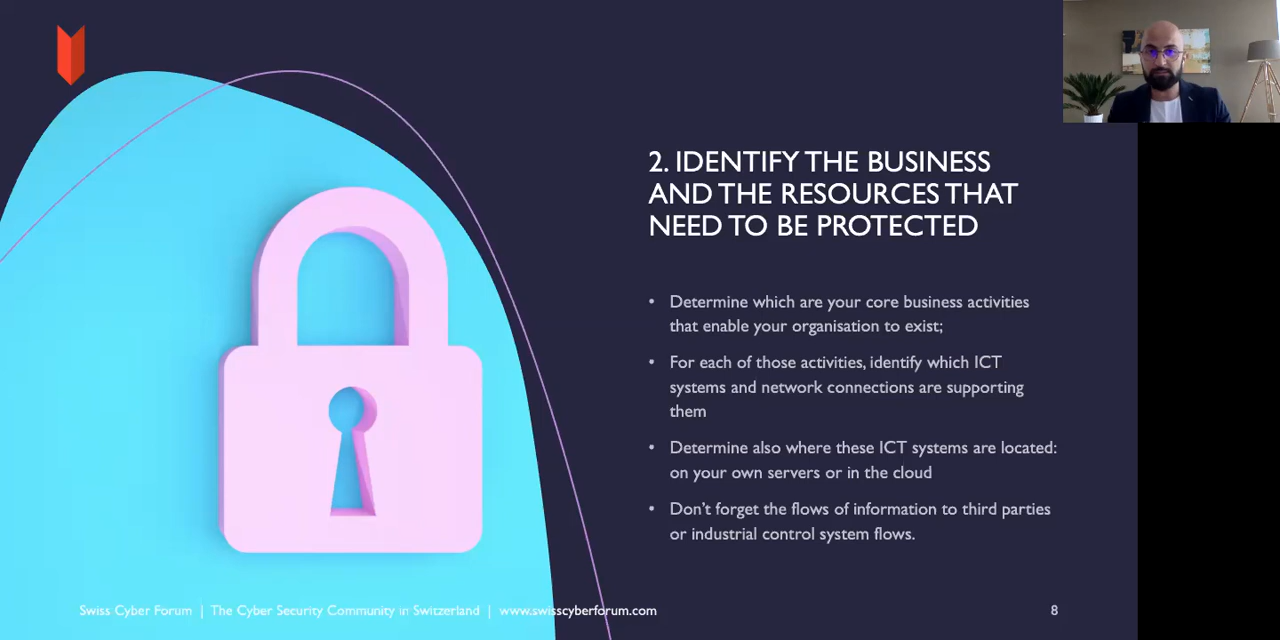 2. IDENTIFY THE BUSINESS
AND THE RESOURCES THAT
NEED TO BE PROTECTED
• Determine which are your core business activities
that enable your organisation to exist;
• For each of those activities, identify which ICT
systems and network connections are supporting
them
• Determine also where these ICT systems are located:
on your own servers or in the cloud
• Don’t forget the flows of information to third parties
or industrial control system flows.
Swiss Cyber Forum | The Cyber Security Community in Switzerland | www.swisscyberforum.com
8